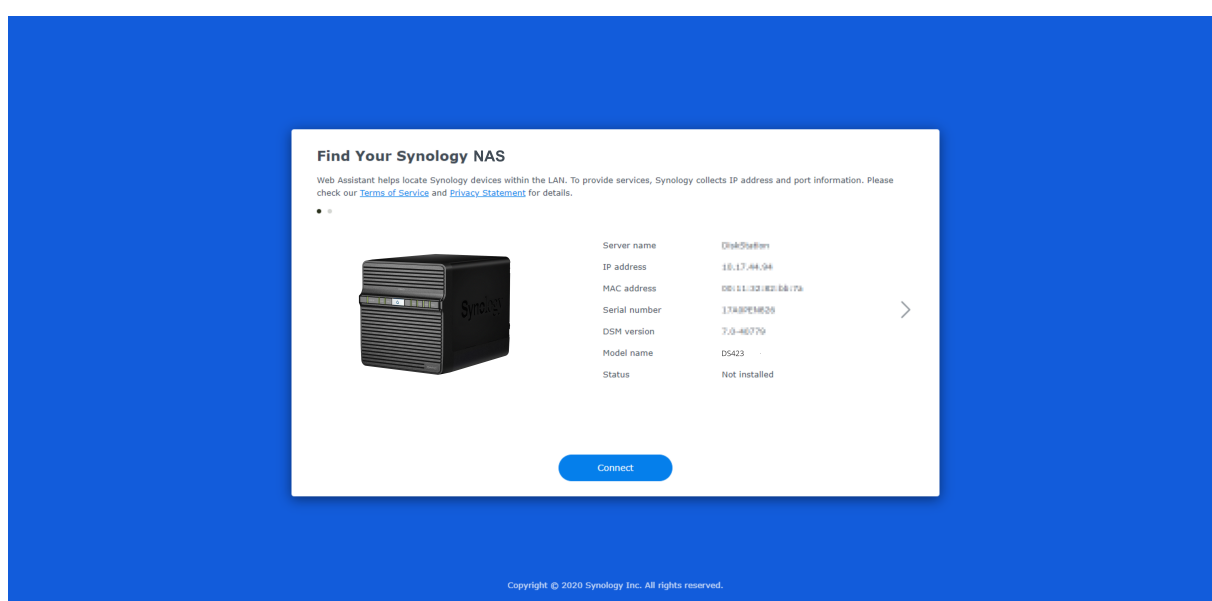 Find Your Synology NAS
Web Assistant helps locate Synology devices within the LAN. To provide services, Synology collects IP address and port information. Please
check our Terms of Service and Privacy Statement for details.
Synology
Server name DiskStation
IP address
MAC address
Serial number
DSM version
Model name DS423
Status Not installed
Connect
Copyright © 2020 Synology Inc. All rights reserved.